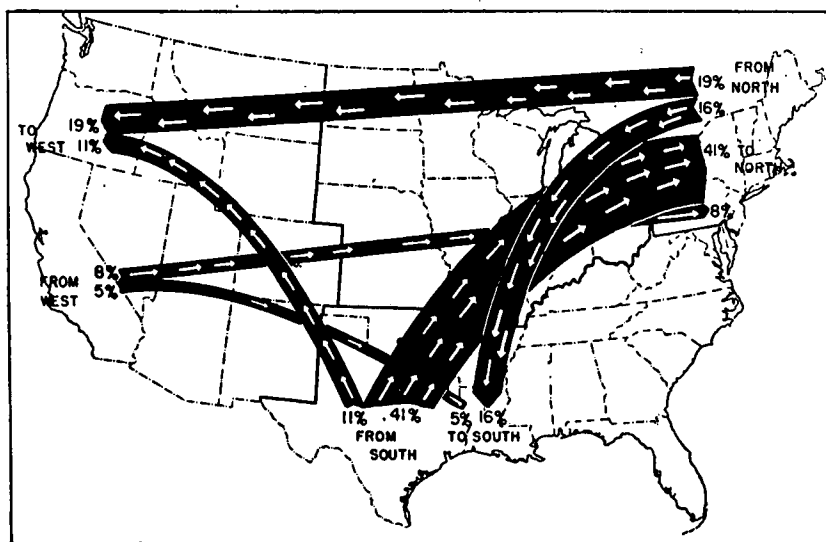 19% FROM
NORTH
16%
TO 19%
WEST 11%
41% TO
NORTH
8%
8%
FROM 5%
WEST
11% .41% 5% 16%
FROM TO SOUTH
SOUTH